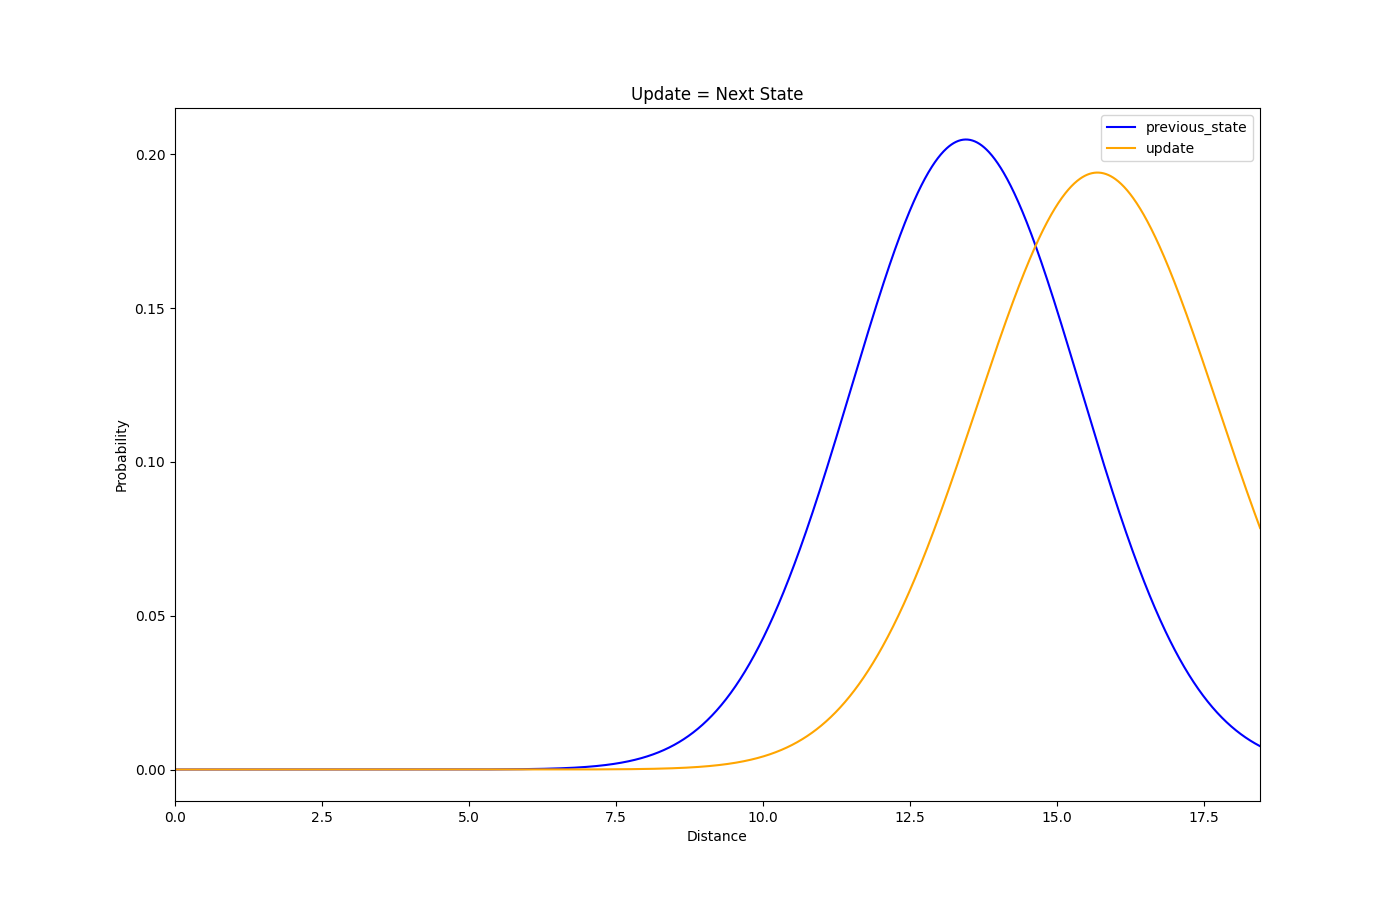 Update = Next State
previous_state
update
Probability
0.20
0.15
0.10
0.05
0.00
0.0 2.5 5.0 7.5 10.0 12.5 15.0 17.5
Distance